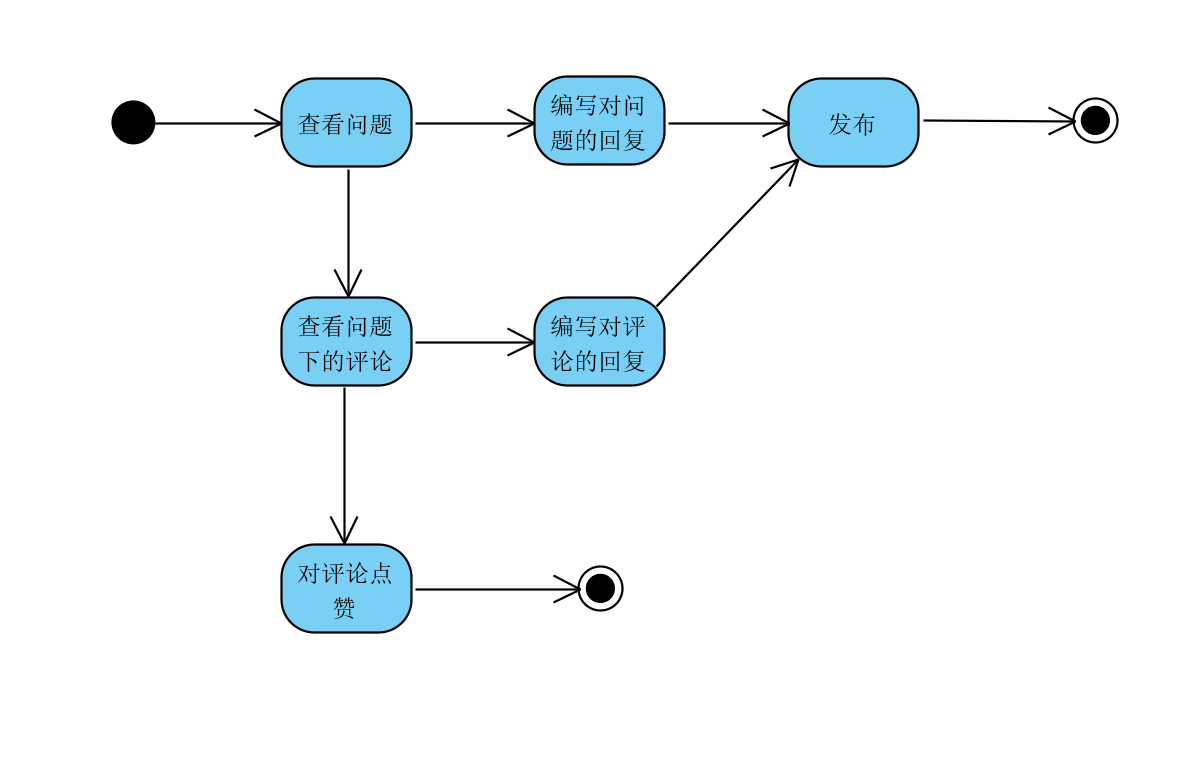 查看问题
编写对问
题的回复
发布
查看问题
下的评论
编写对评
论的回复
对评论点
赞